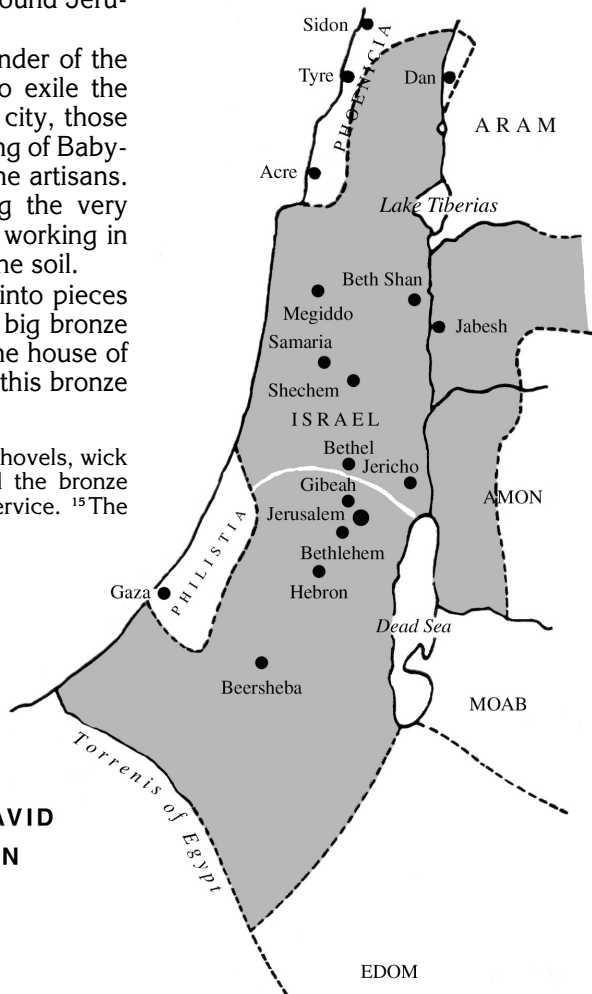 ound Jeru-
nder of the
o exile the
city, those
ng of Baby-
ne artisans.
g the very
working in
ne soil.
into pieces
big bronze
ne house of
this bronze
hovels, wick
the bronze
ervice. 15 The
AVID
N
Sidon
Tyre
PHOENICIA
Dan
ARAM
Acre
Lake Tiberias
Beth Shan
Megiddo
Jabesh
Samaria
Shechem
ISRAEL
Bethel
Jericho
Gibeah
AMON
Jerusalem
PHILISTIA
Bethlehem
Gaza
Hebron
Dead Sea
Beersheba
MOAB
Torrenis of Egypt
EDOM